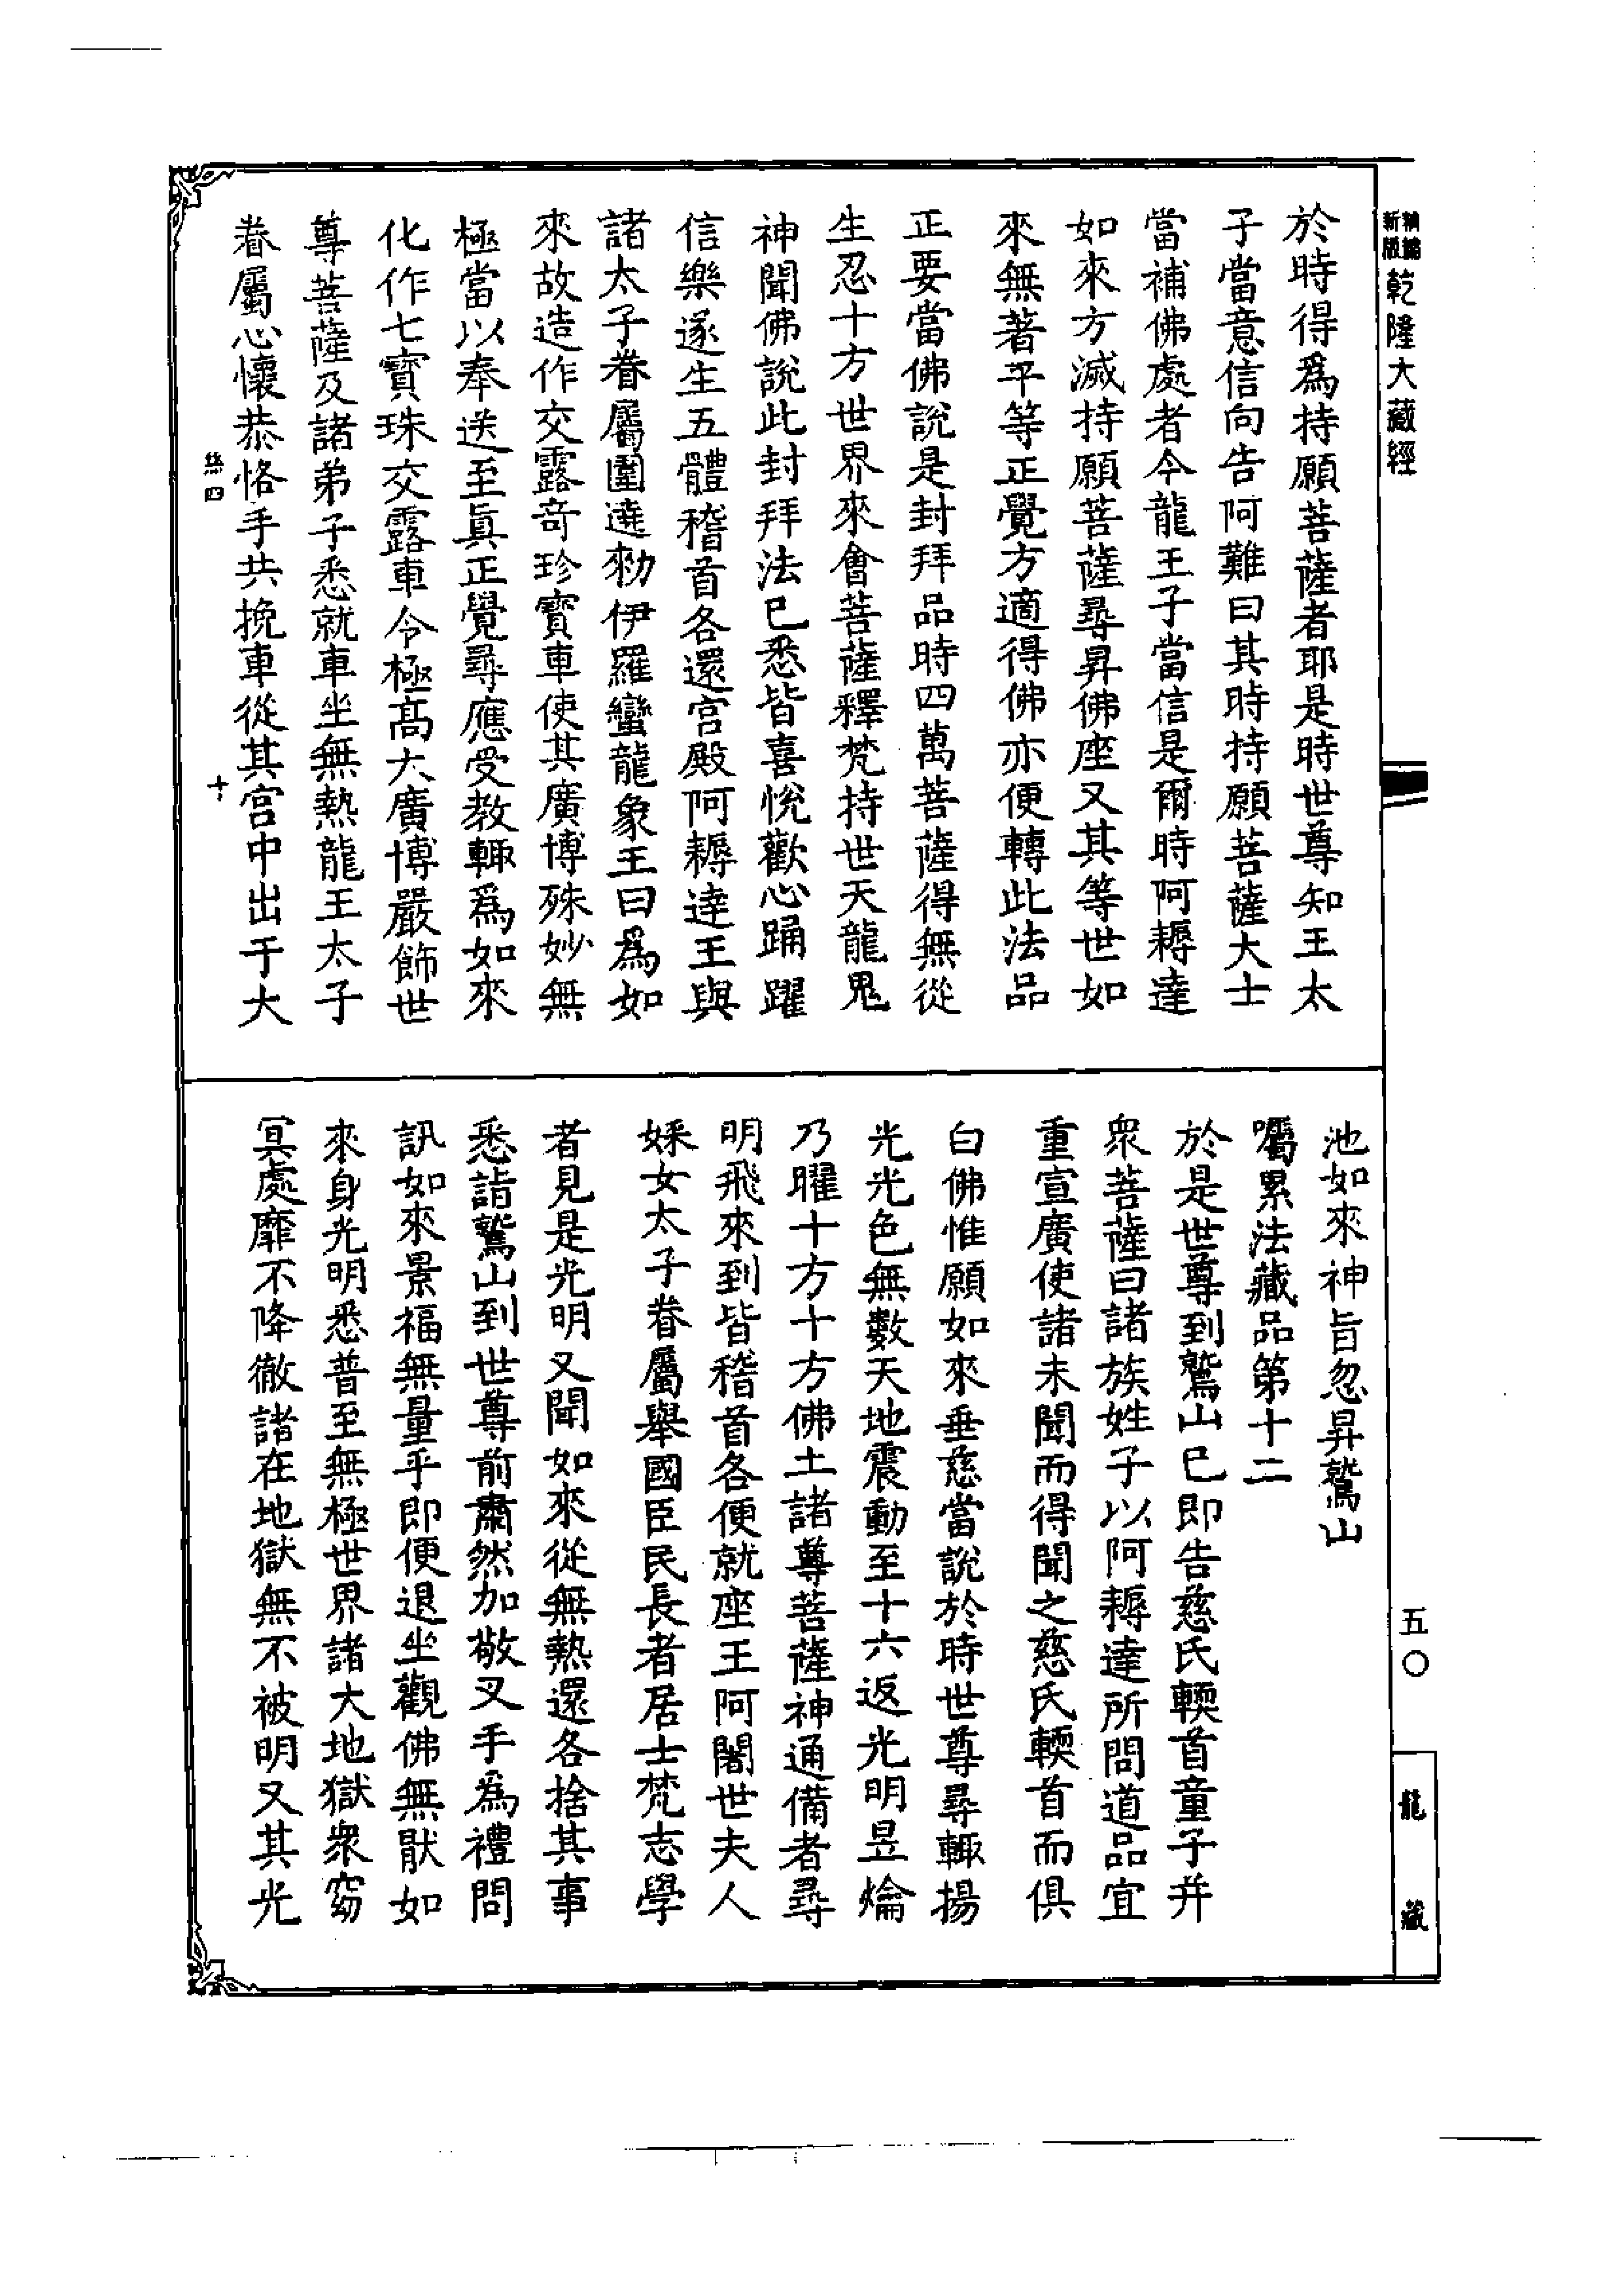 新版
精編
乾隆大藏經
於時得爲持願菩薩者耶是時世尊知王太
子當意信向告阿難曰其時持願菩薩大士
當補佛處者今龍王子當信是爾時阿耨達
如來方滅持願菩薩尋昇佛座又其等世如
來無著平等正覺方適得佛亦便轉此法品
正要當佛說是封拜品時四萬菩薩得無從
生忍十方世界來會菩薩釋梵持世天龍鬼
神聞佛說此封拜法已悉皆喜悅歡心踊躍
信樂遂生五體稽首各還宮殿阿耨達王與
諸太子眷屬圍遶勑伊羅蠻龍象王曰爲如
來故造作交露奇珍寶車使其廣博殊妙無
極當以奉送至眞正覺尋應受教輙爲如來
化作七寶珠交露車令極高大廣博嚴飾世
尊菩薩及諸弟子悉就車坐無熱龍王太子
眷屬心懷恭恪手共挽車從其宮中出于大
絲四
十
池如來神旨忽昇鷲山
囑累法藏品第十二
於是世尊到鷲山已即告慈氏輭首童子并
衆菩薩曰諸族姓子以阿耨達所問道品宜
重宣廣使諸未聞而得聞之慈氏輭首而俱
白佛惟願如來垂慈當說於時世尊尋輙揚
光光色無數天地震動至十六返光明昱爚
乃曜十方十方佛土諸尊菩薩神通備者尋
明飛來到皆稽首各便就座王阿闍世夫人
婇女太子眷屬舉國臣民長者居士梵志學
者見是光明又聞如來從無熱還各捨其事
悉詣鷲山到世尊前肅然加敬叉手爲禮問
訊如來景福無量乎即便退坐觀佛無猒如
來身光明悉普至無極世界諸大地獄衆窈
冥處靡不降徹諸在地獄無不被明又其光
五〇
龍藏